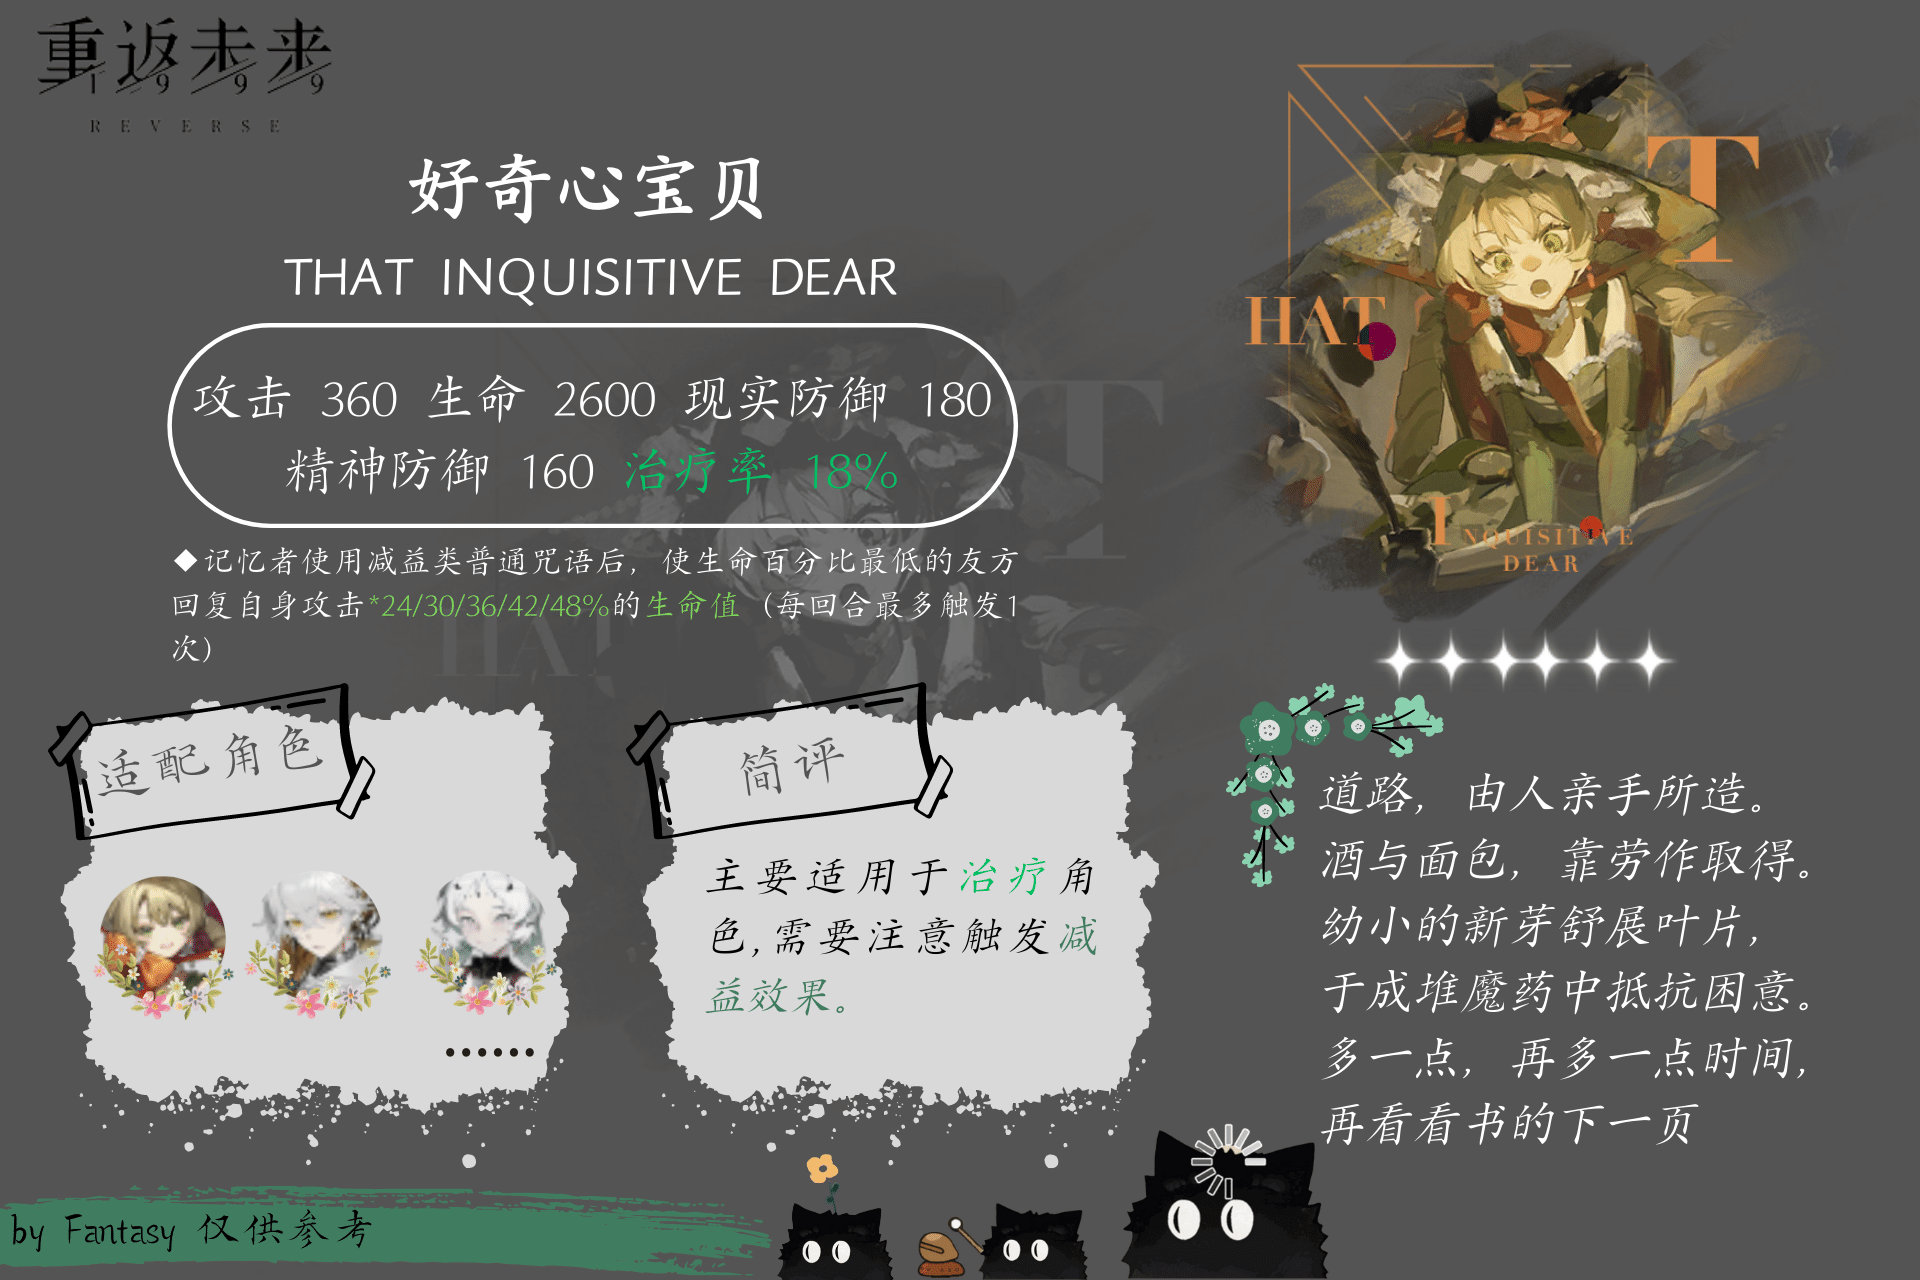 重返未来
1 9 9 9
REVERSE
好奇心宝贝
THAT INQUISITIVE DEAR
攻击 360 生命 2600 现实防御 180
精神防御 160 治疗率 18%
◆记忆者使用减益类普通咒语后，使生命百分比最低的友方
回复自身攻击*24/30/36/42/48%的生命值（每回合最多触发1
次）
T
HAT
INQUISITIVE
DEAR
适配角色
······
简评
主要适用于治疗角
色,需要注意触发减
益效果。
道路，由人亲手所造。
酒与面包，靠劳作取得。
幼小的新芽舒展叶片，
于成堆魔药中抵抗困意。
多一点，再多一点时间，
再看看书的下一页
by Fantasy 仅供参考